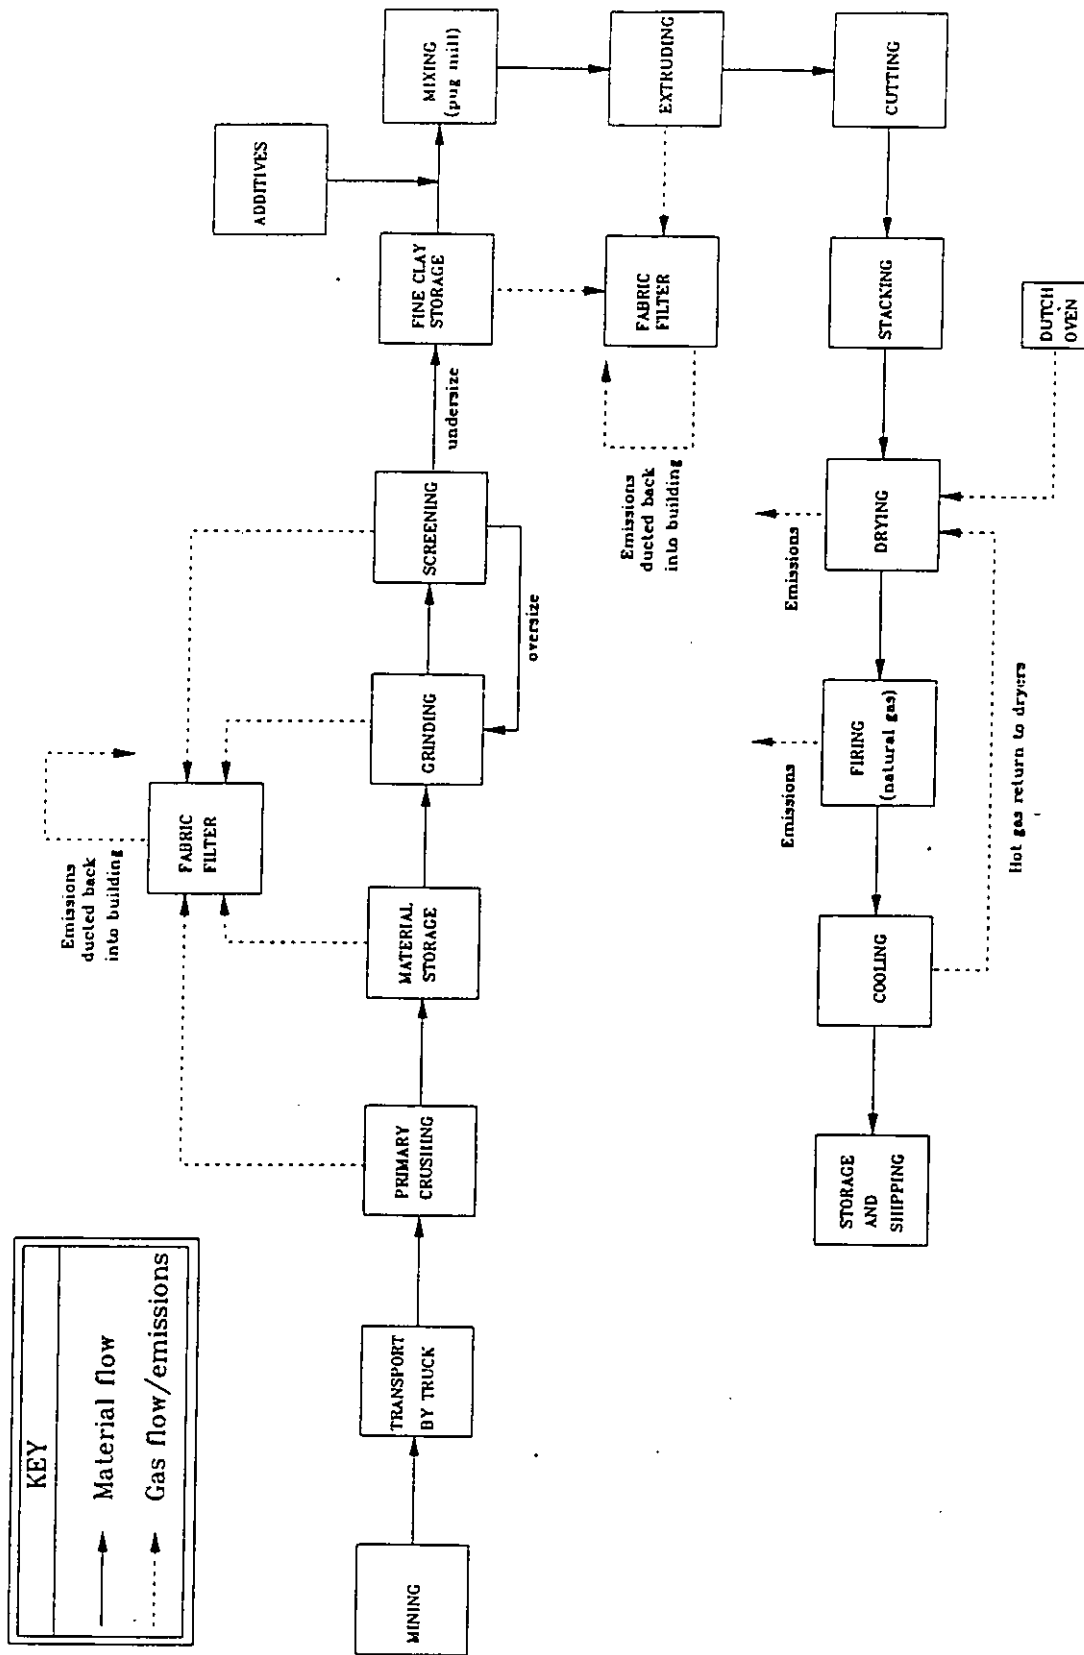 KEY
Material flow
Gas flow/emissions
Emissions
ducted back
into building
FABRIC
FILTER
ADDITIVES
MINING
TRANSPORT
BY TRUCK
PRIMARY
CRUSHING
MATERIAL
STORAGE
GRINDING
SCREENING
oversize
undersize
FINE CLAY
STORAGE
MIXING
(pug mill)
Emissions
ducted back
into building
FABRIC
FILTER
EXTRUDING
STORAGE
AND
SHIPPING
COOLING
Emissions
FIRING
(natural gas)
Emissions
DRYING
STACKING
CUTTING
Hot gas return to dryers
DUTCH
OVEN